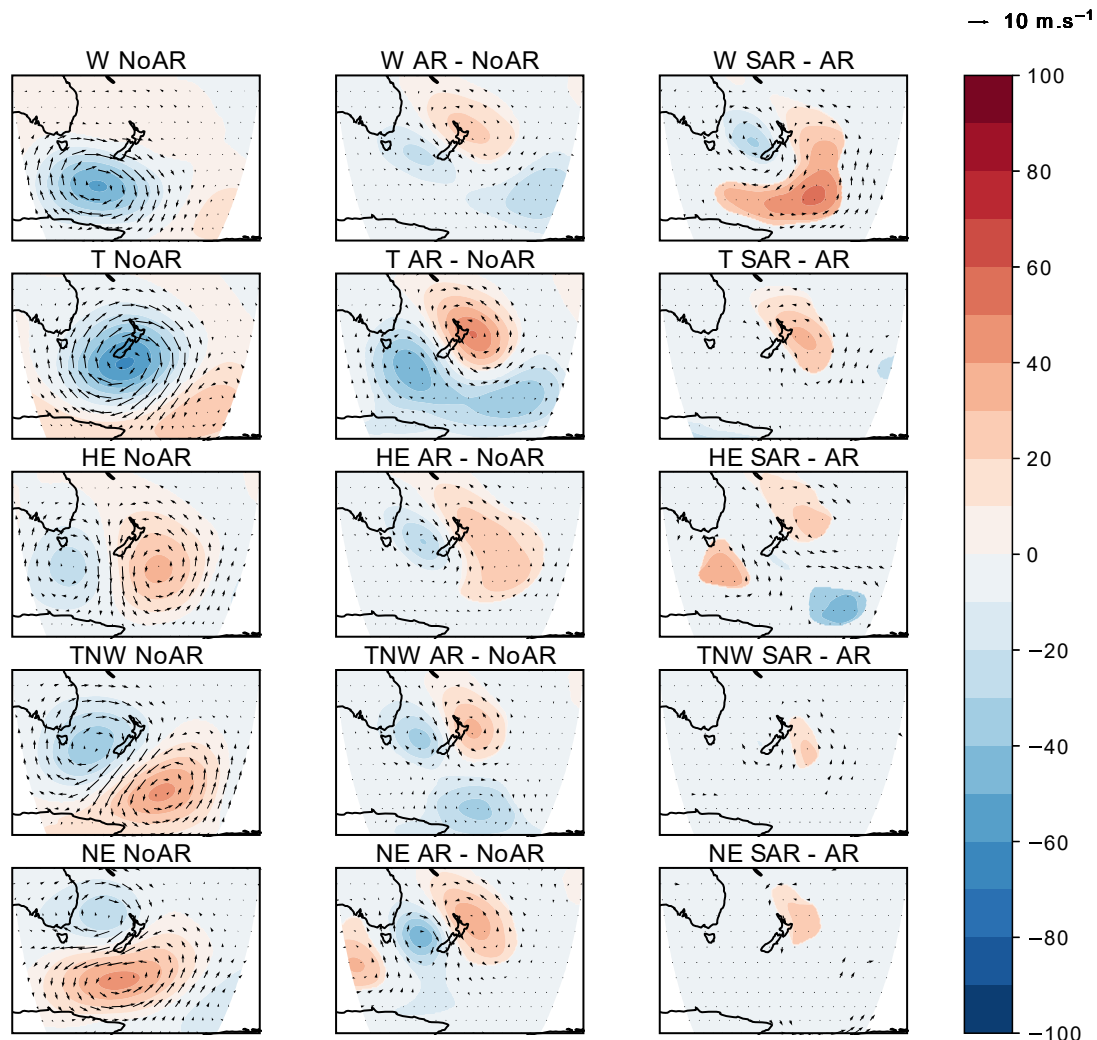 10 m.s⁻¹
W NoAR
W AR - NoAR
W SAR - AR
T NoAR
T AR - NoAR
T SAR - AR
HE NoAR
HE AR - NoAR
HE SAR - AR
TNW NoAR
TNW AR - NoAR
TNW SAR - AR
NE NoAR
NE AR - NoAR
NE SAR - AR
100
80
60
40
20
0
−20
−40
−60
−80
−100